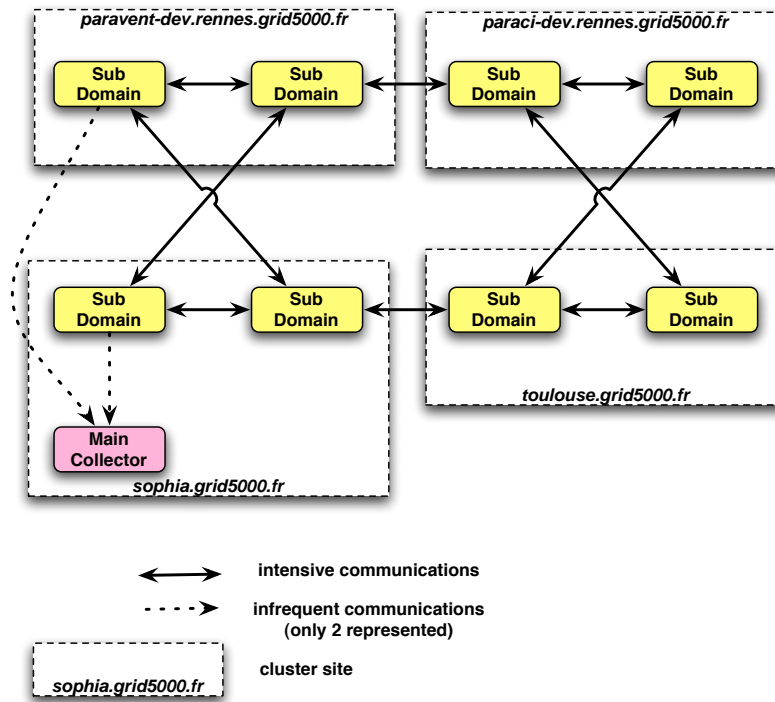 paravent-dev.rennes.grid5000.fr
paraci-dev.rennes.grid5000.fr
Sub
Domain
Sub
Domain
Sub
Domain
Sub
Domain
Sub
Domain
Sub
Domain
Sub
Domain
Sub
Domain
toulouse.grid5000.fr
Main
Collector
sophia.grid5000.fr
intensive communications
infrequent communications
(only 2 represented)
cluster site
sophia.grid5000.fr